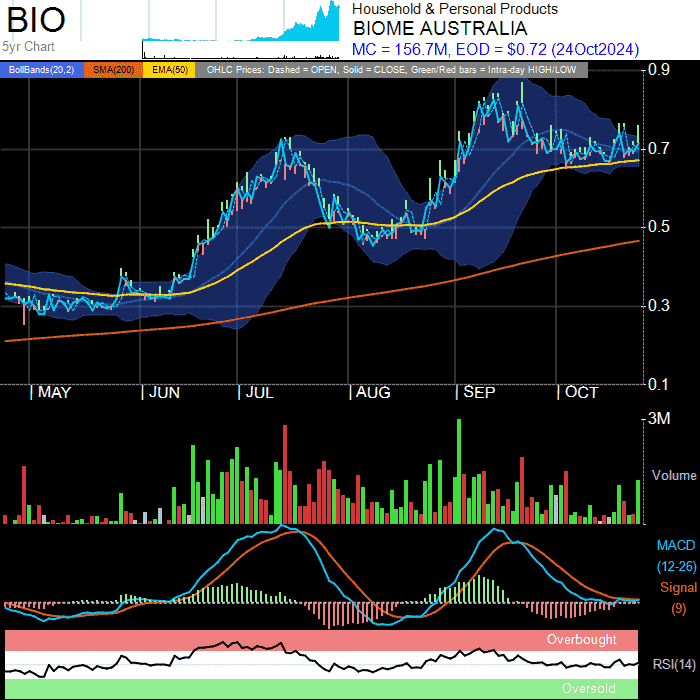 BIO
5yr Chart
Household & Personal Products
BIOME AUSTRALIA
MC = 156.7M, EOD = $0.72 (24Oct2024)
BollBands(20,2) SMA(200) EMA(50) OHLC Prices: Dashed = OPEN, Solid = CLOSE, Green/Red bars = Intra-day HIGH/LOW
0.9
0.7
0.5
0.3
0.1
MAY JUN JUL AUG SEP OCT
3M
Volume
MACD
(12-26)
Signal
(9)
Overbought
RSI(14)
Oversold